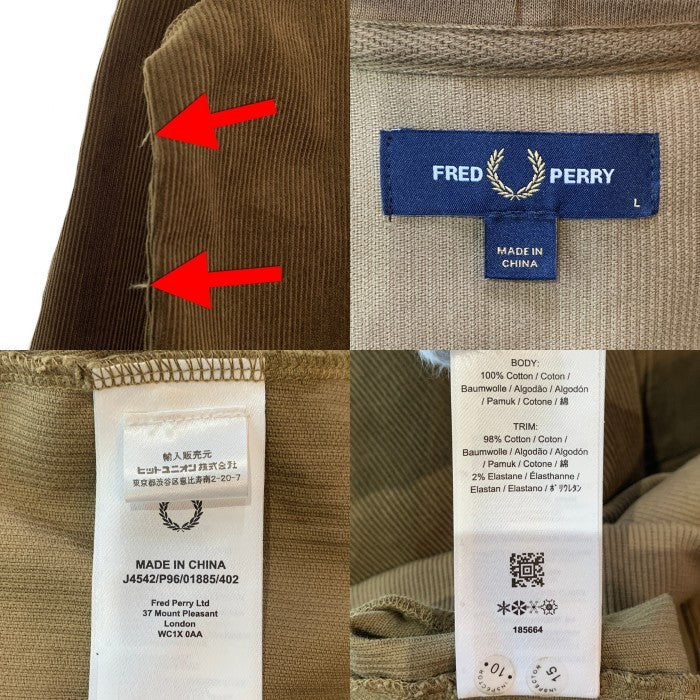 FRED PERRY
L
MADE IN
CHINA
輸入販売元
ヒットユニオン株式会社
東京都渋谷区恵比寿南2-20-7
MADE IN CHINA
J4542/P96/01885/402
Fred Perry Ltd
37 Mount Pleasant
London
WC1X 0AA
BODY:
100% Cotton / Coton /
Baumwolle / Algodão / Algodón
/ Pamuk / Cotone / 綿
TRIM:
98% Cotton / Coton /
Baumwolle / Algodão / Algodón
/ Pamuk / Cotone / 綿
2% Elastane / Élasthanne /
Elastan / Elastano / ﾎﾟﾘｳﾚﾀﾝ
185664
10
INSPECTOR
15